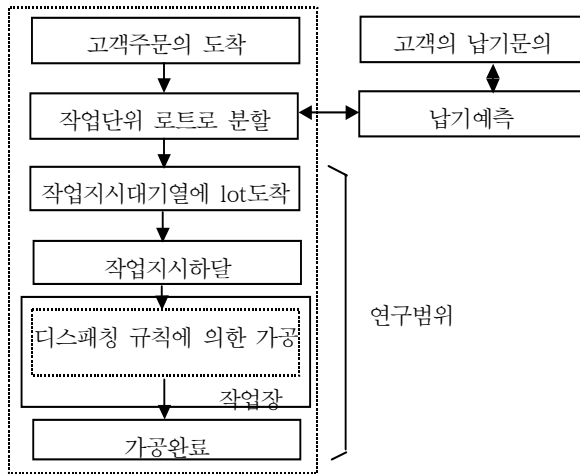 고객주문의 도착
고객의 납기문의
작업단위 로트로 분할
납기예측
작업지시대기열에 lot도착
작업지시하달
디스패칭 규칙에 의한 가공
연구범위
작업장
가공완료